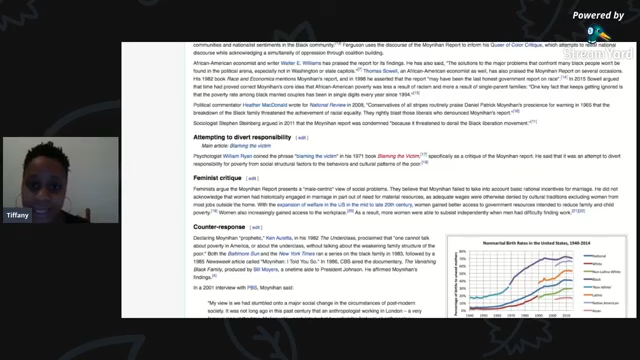 Powered by
StreamYard
communities and nationalist sentiments in the Black community. Ferguson uses the discourse of the Moynihan Report to inform his Queer of Color Critique, which attempts to resist national
discourse while acknowledging a simultaneity of oppression through coalition building.
African-American economist and writer Walter E. Williams has praised the report for its findings. He has also said, "The solutions to the major problems that confront many black people won't
be found in the political arena, especially not in Washington or state capitols." Thomas Sowell, an African-American economist as well, has also praised the Moynihan Report on several occasions.
His 1982 book Race and Economics mentions Moynihan's report, and in 1998 he asserted that the report "may have been the last honest government report on race". In 2015 Sowell argued
that time had proved correct Moynihan's core idea that African-American poverty was less a result of racism and more a result of single-parent families: "One key fact that keeps getting ignored is
that the poverty rate among black married couples has been in single digits every year since 1994."
Political commentator Heather MacDonald wrote for National Review in 2008, "Conservatives of all stripes routinely praise Daniel Patrick Moynihan's prescience for warning in 1965 that the
breakdown of the black family threatened the achievement of racial equality. They rightly blast those liberals who denounced Moynihan's report."
Sociologist Stephen Steinberg argued in 2011 that the Moynihan report was condemned "because it threatened to derail the Black liberation movement."
Attempting to divert responsibility [ edit ]
Main article: Blaming the victim
Psychologist William Ryan coined the phrase "blaming the victim" in his 1971 book Blaming the Victim, specifically as a critique of the Moynihan report. He said that it was an attempt to divert
responsibility for poverty from social structural factors to the behaviors and cultural patterns of the poor.
Feminist critique [ edit ]
Feminists argue the Moynihan Report presents a "male-centric" view of social problems. They believe that Moynihan failed to take into account basic rational incentives for marriage. He did not
acknowledge that women had historically engaged in marriage in part out of need for material resources, as adequate wages were otherwise denied by cultural traditions excluding women
from most jobs outside the home. With the expansion of welfare in the US in the mid to late 20th century, women gained better access to government resources intended to reduce family and child
poverty. Women also increasingly gained access to the workplace. As a result, more women were able to subsist independently when men had difficulty finding work.
Counter-response [ edit ]
Declaring Moynihan "prophetic," Ken Auletta, in his 1982 The Underclass, proclaimed that "one cannot talk
about poverty in America, or about the underclass, without talking about the weakening family structure of the
poor." Both the Baltimore Sun and the New York Times ran a series on the black family in 1983, followed by a
1985 Newsweek article called "Moynihan: I Told You So." In 1986, CBS aired the documentary, The Vanishing
Black Family, produced by Bill Moyers, a onetime aide to President Johnson. He affirmed Moynihan's
findings.
In a 2001 interview with PBS, Moynihan said:
"My view is we had stumbled onto a major social change in the circumstances of post-modern
society. It was not long ago in this past century that an anthropologist working in London – a very
Nonmarital Birth Rates in the United States, 1940-2014
National
White
Non-Latino White
Black
Non-White
Latino
Native American
Asian
Tiffany